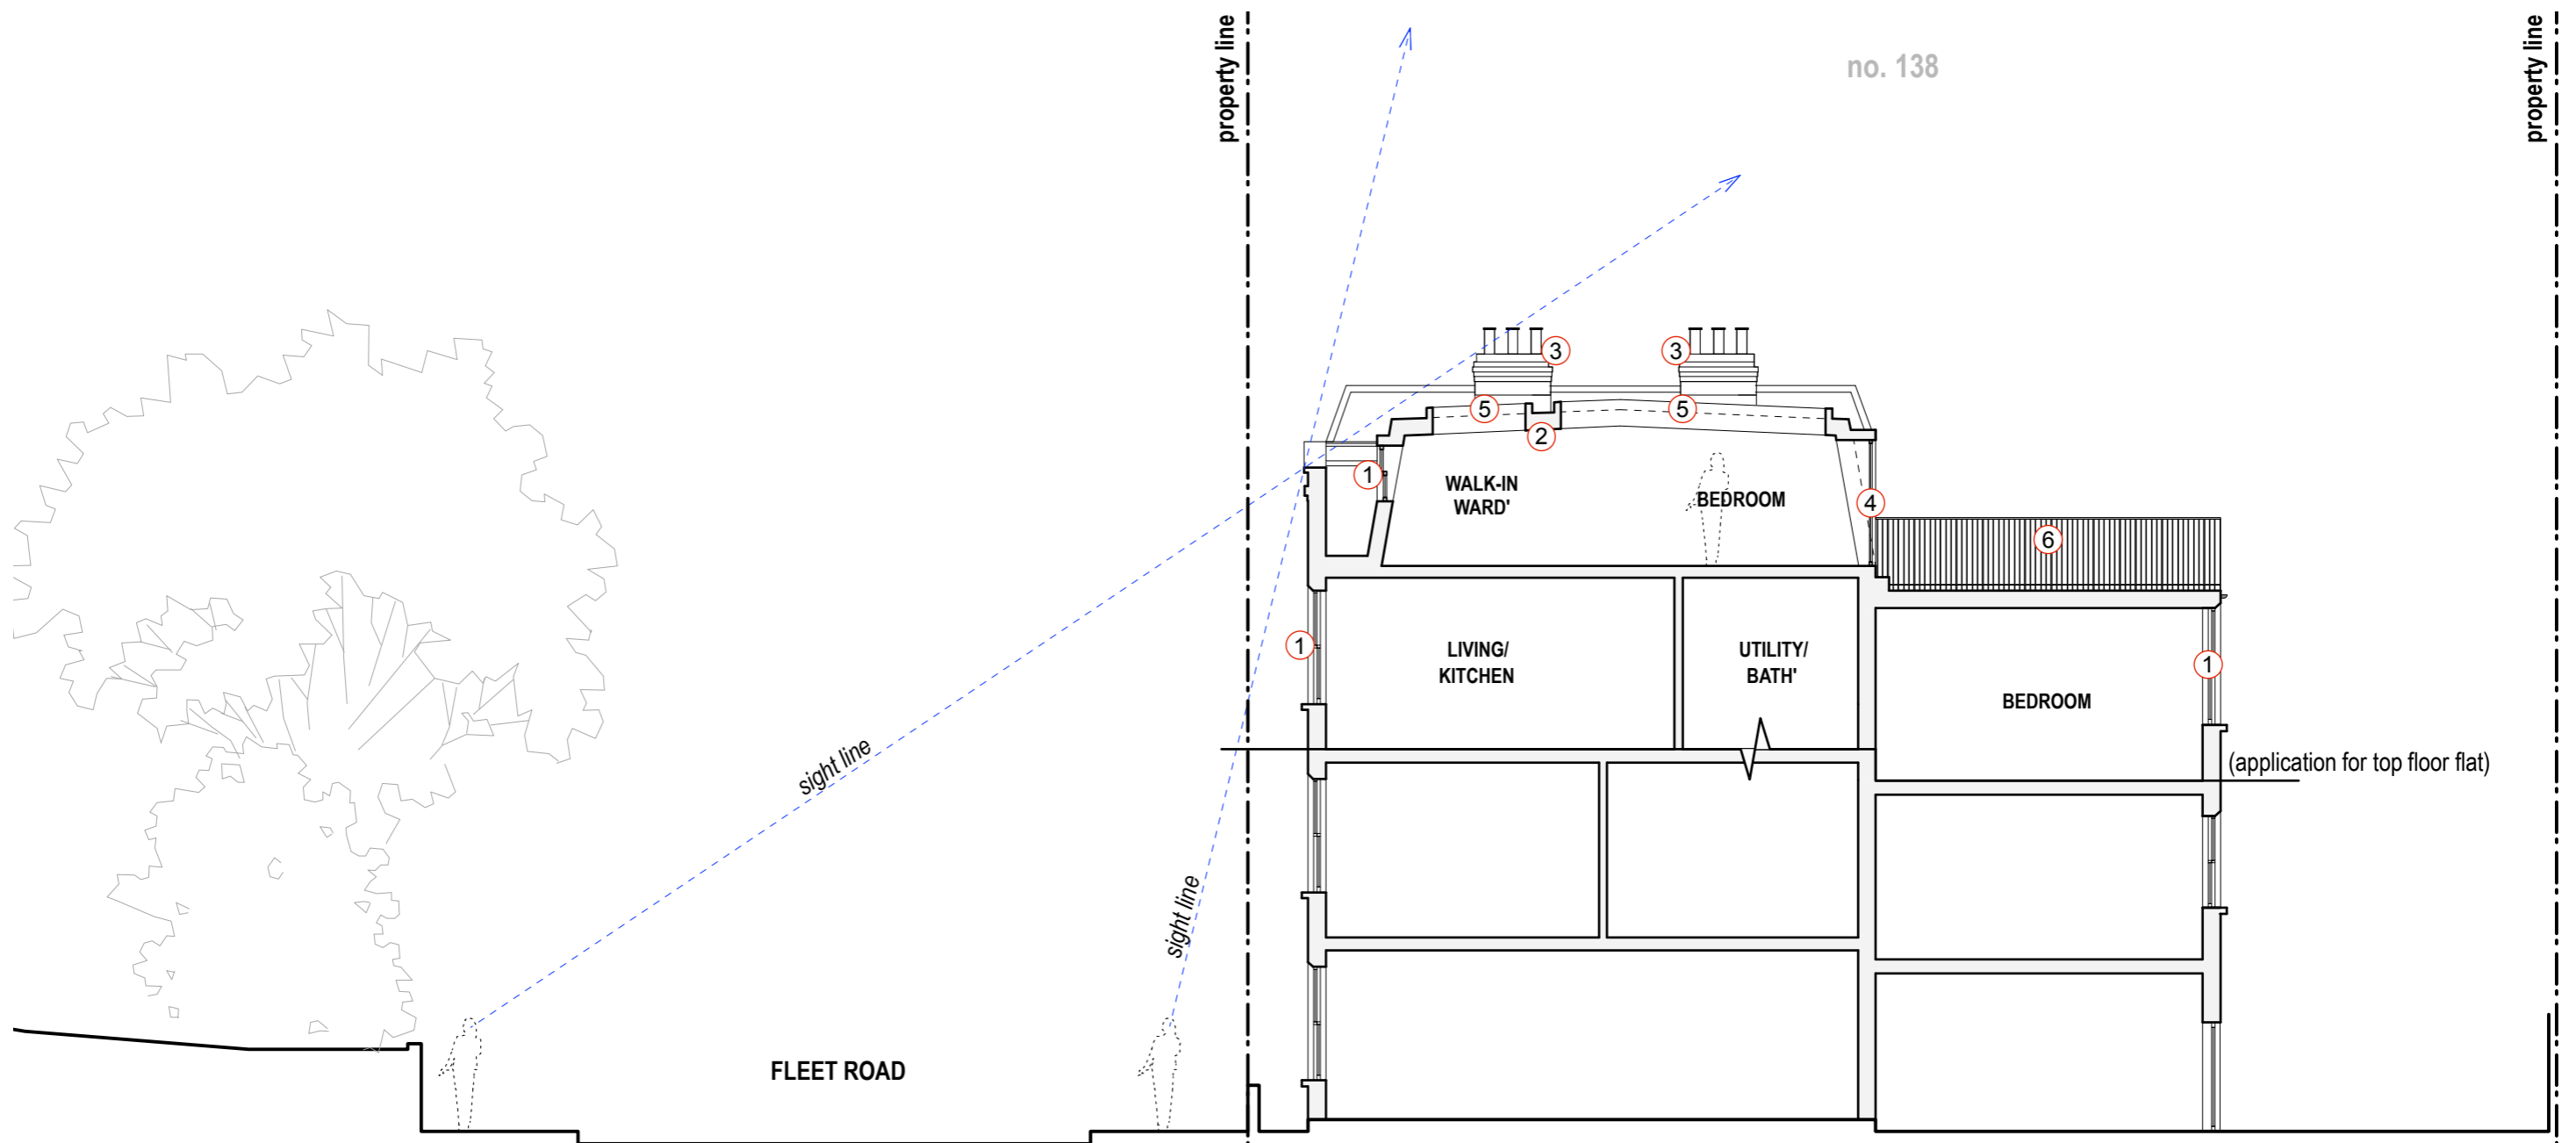 property line
no. 138
property line
3
3
5
5
2
1
WALK-IN
WARD'
BEDROOM
4
6
1
LIVING/
KITCHEN
UTILITY/
BATH'
1
BEDROOM
sight line
(application for top floor flat)
sight line
FLEET ROAD